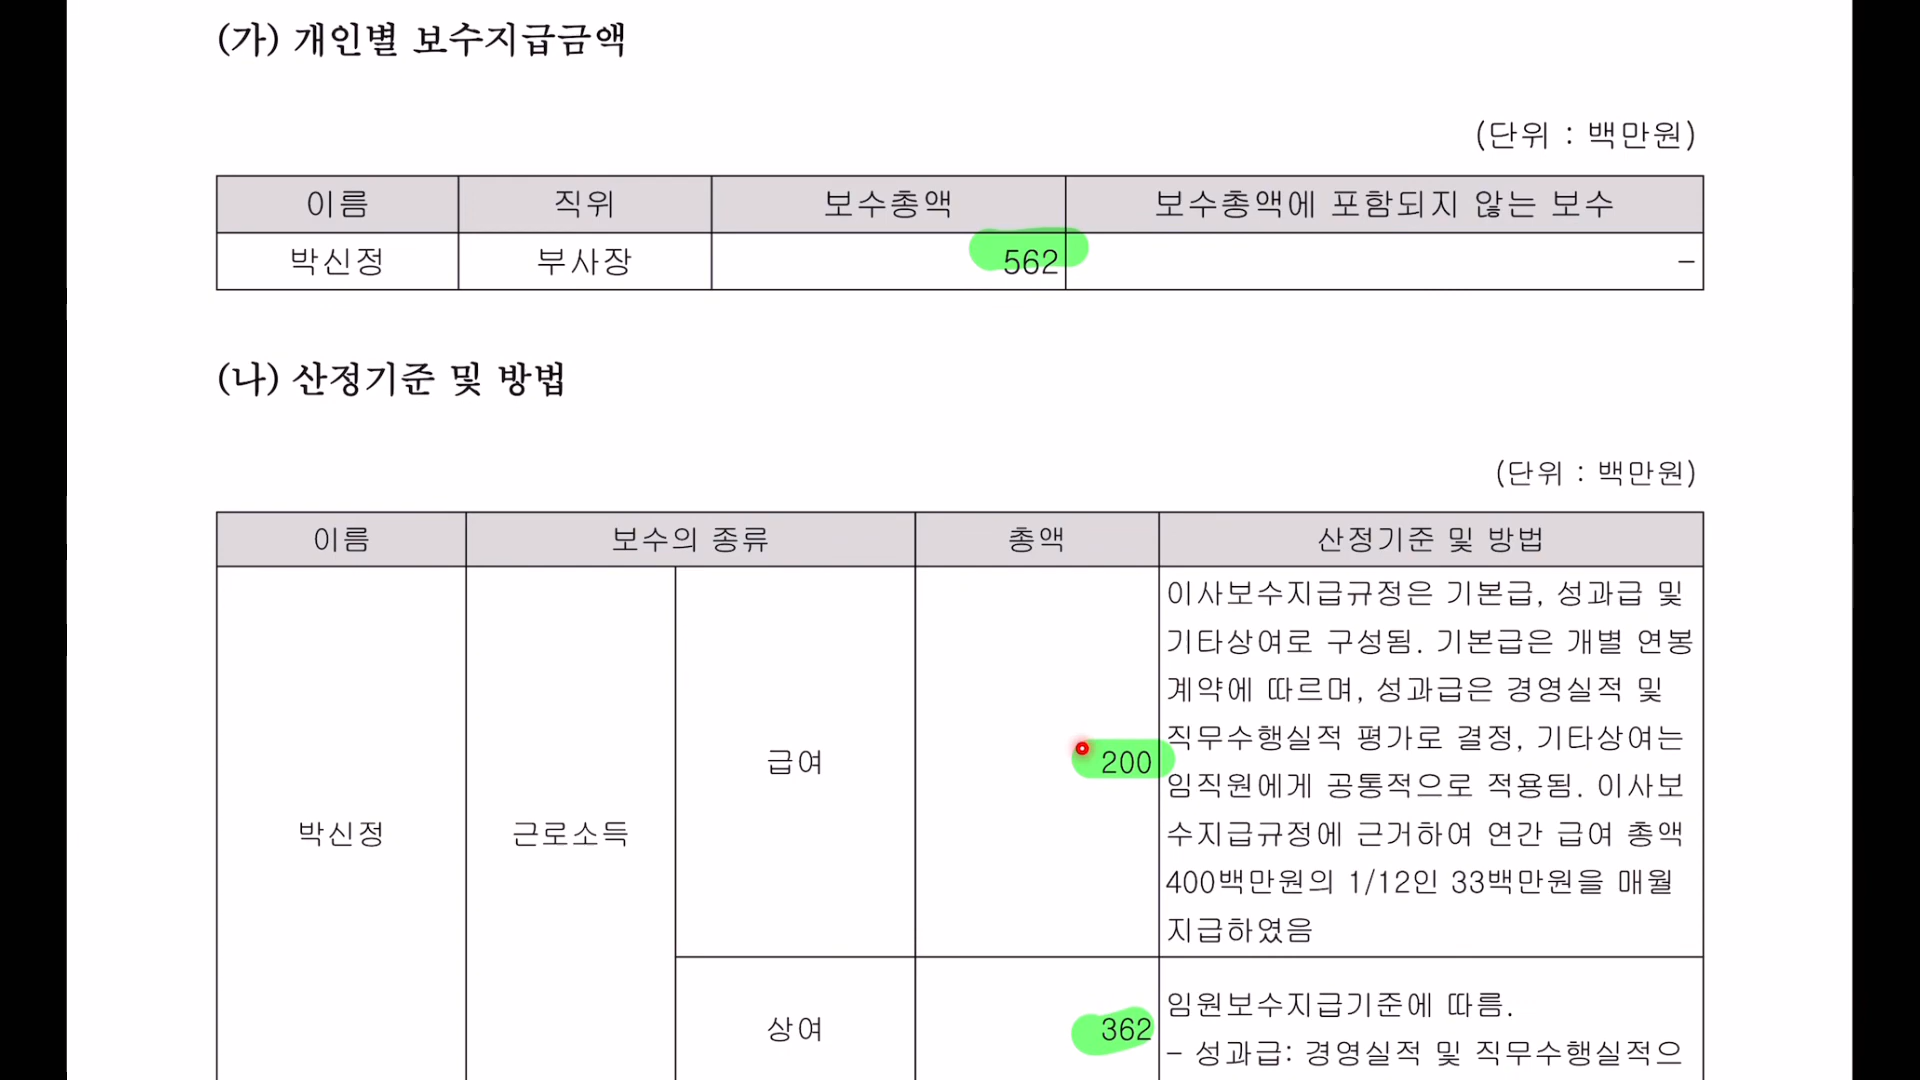 (가) 개인별 보수지급금액
(단위 : 백만원)
이름 직위 보수총액 보수총액에 포함되지 않는 보수
박신정 부사장 562 –
(나) 산정기준 및 방법
(단위 : 백만원)
이름 보수의 종류 총액 산정기준 및 방법
박신정 근로소득
급여
200
이사보수지급규정은 기본급, 성과급 및
기타상여로 구성됨. 기본급은 개별 연봉
계약에 따르며, 성과급은 경영실적 및
직무수행실적 평가로 결정, 기타상여는
임직원에게 공통적으로 적용됨. 이사보
수지급규정에 근거하여 연간 급여 총액
400백만원의 1/12인 33백만원을 매월
지급하였음
상여
362
임원보수지급기준에 따름.
– 성과급: 경영실적 및 직무수행실적으